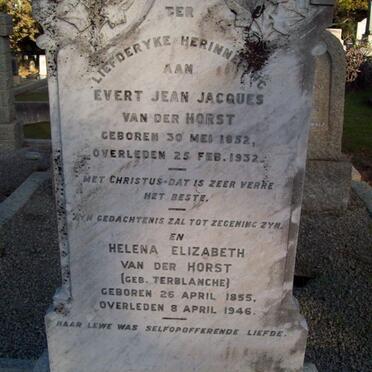 TER
LIEFDERYKE HERINNERING
AAN
EVERT JEAN JACQUES
VAN DER HORST
GEBOREN 30 MEI 1852,
OVERLEDEN 25 FEB. 1932.
MET CHRISTUS-DAT IS ZEER VERRE
HET BESTE.
ZYN GEDACHTENIS ZAL TOT ZEGENING ZYN.
EN
HELENA ELIZABETH
VAN DER HORST
(GEB. TERBLANCHE)
GEBOREN 26 APRIL 1855,
OVERLEDEN 8 APRIL 1946.
HAAR LEWE WAS SELFOPOFFERENDE LIEFDE.